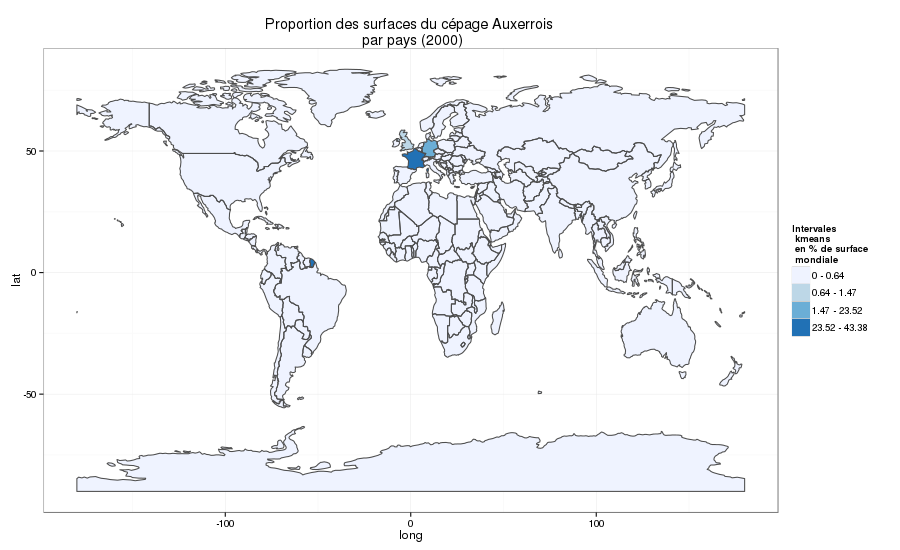 Proportion des surfaces du cépage Auxerrois
par pays (2000)
50
0
-50
lat
-100
0
100
long
Intervales
kmeans
en % de surface
mondiale
0 - 0.64
0.64 - 1.47
1.47 - 23.52
23.52 - 43.38